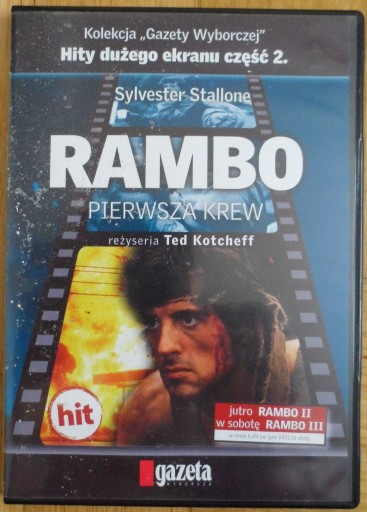 Kolekcja „Gazety Wyborczej”
Hity dużego ekranu część 2.
Sylvester Stallone
RAMBO
PIERWSZA KREW
reżyseria Ted Kotcheff
hit
jutro RAMBO II
w sobotę RAMBO III
gazeta
WYBORCZA